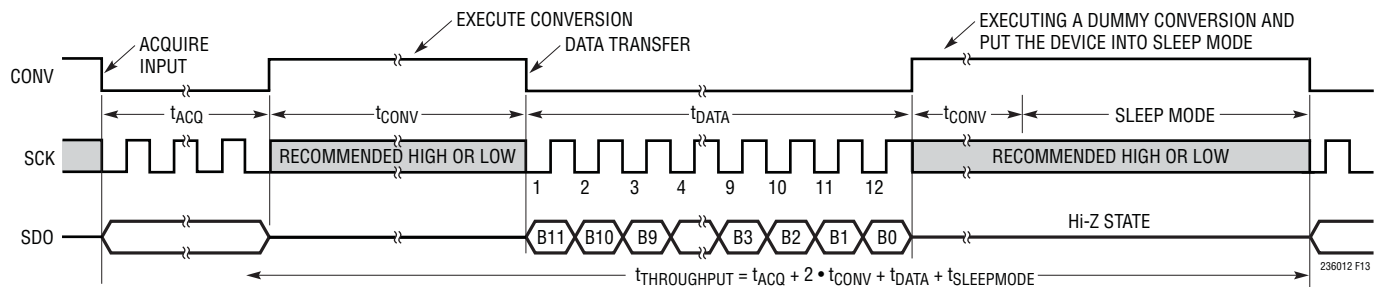 EXECUTE CONVERSION
EXECUTING A DUMMY CONVERSION AND
PUT THE DEVICE INTO SLEEP MODE
ACQUIRE
INPUT
DATA TRANSFER
CONV
tACQ
tCONV
tDATA
tCONV
SLEEP MODE
SCK
RECOMMENDED HIGH OR LOW
RECOMMENDED HIGH OR LOW
1 2 3 4 9 10 11 12
SDO
B11 B10 B9 B3 B2 B1 B0
Hi-Z STATE
tTHROUGHPUT = tACQ + 2 • tCONV + tDATA + tSLEEPMODE
236012 F13